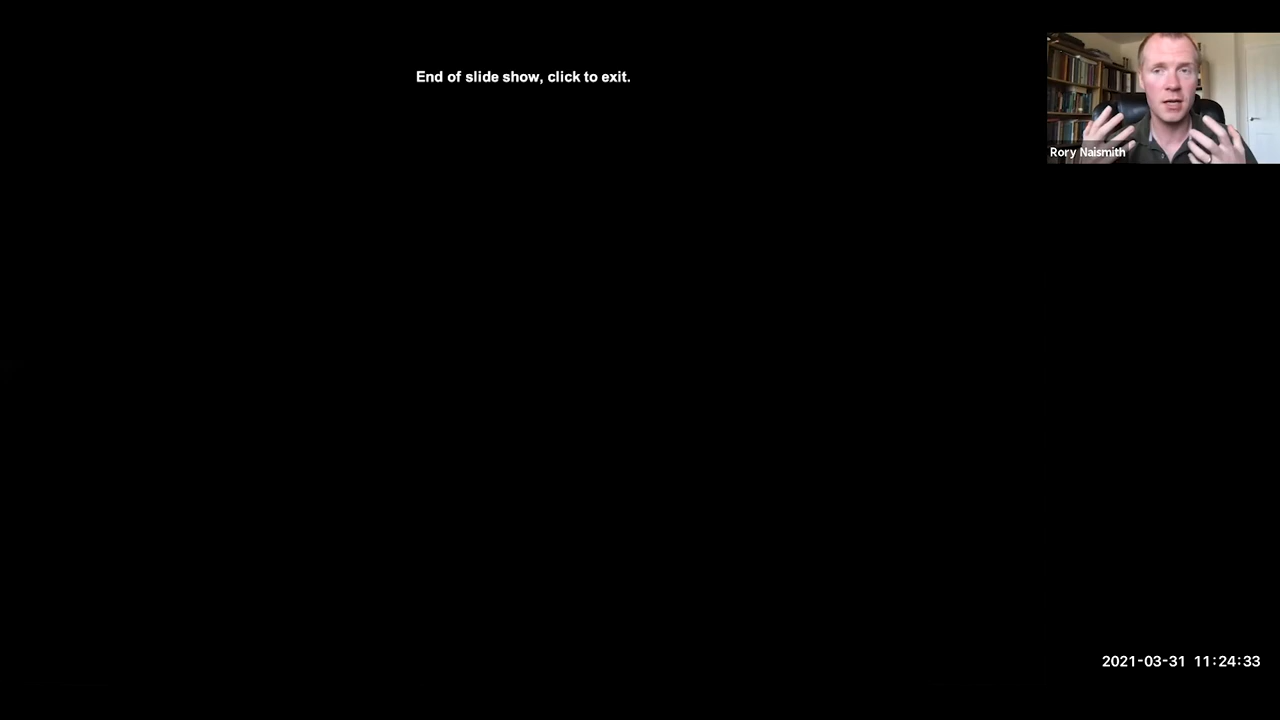 End of slide show, click to exit.
Rory Naismith
2021-03-31 11:24:33